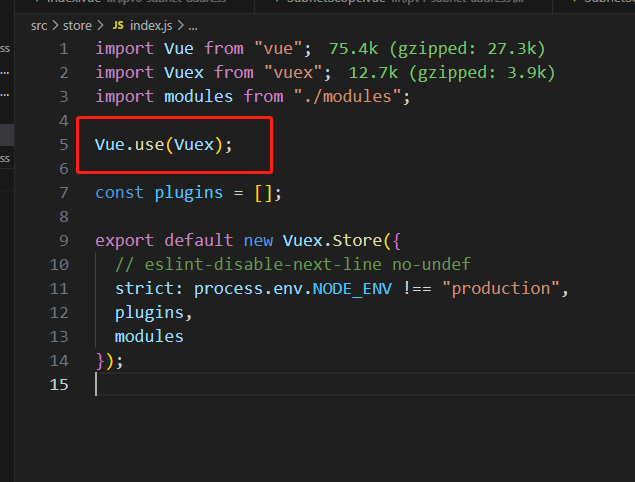 src > store > JS index.js > ...
1 import Vue from "vue"; 75.4k (gzipped: 27.3k)
2 import Vuex from "vuex"; 12.7k (gzipped: 3.9k)
3 import modules from "./modules";
4
5 Vue.use(Vuex);
6
7 const plugins = [];
8
9 export default new Vuex.Store({
10 // eslint-disable-next-line no-undef
11 strict: process.env.NODE_ENV !== "production",
12 plugins,
13 modules
14 });
15